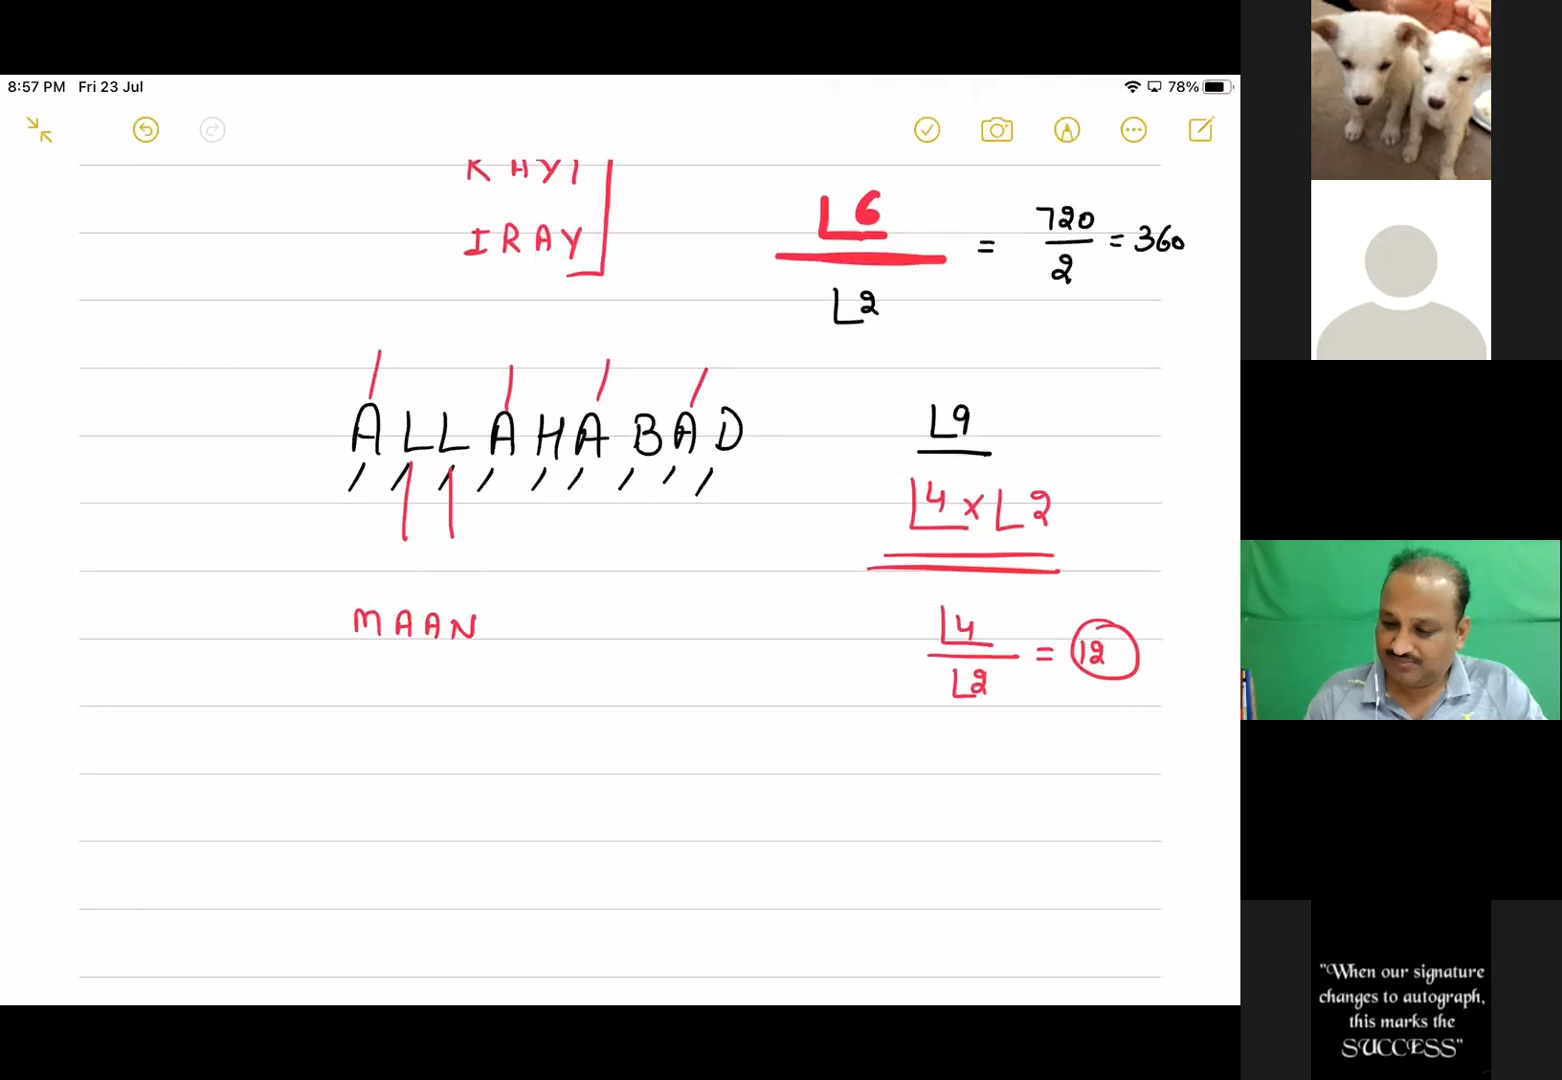 8:57 PM Fri 23 Jul
78%
KHYI
IRAY
L6
L2
= 720
2
= 360
ALLAHABAD
L9
L4 x L2
MAAN
L4
L2
= 12
"When our signature
changes to autograph,
this marks the
SUCCESS"